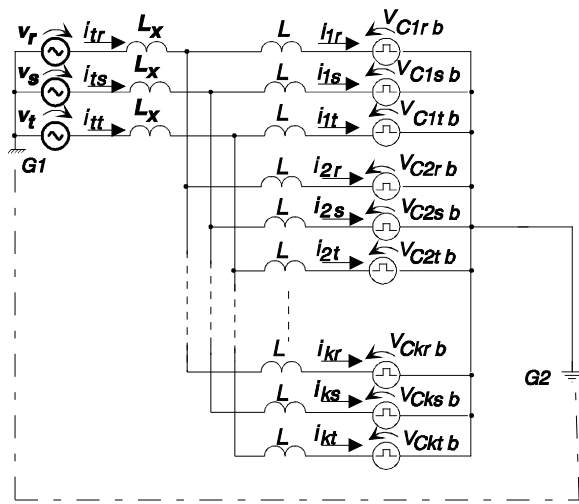 v_r i_tr L_x L i_1r V_C1r b
v_s i_ts L_x L i_1s V_C1s b
v_t i_tt L_x L i_1t V_C1t b
G1
L i_2r V_C2r b
L i_2s V_C2s b
L i_2t V_C2t b
L i_kr V_Ckr b
G2
L i_ks V_Cks b
L i_kt V_Ckt b